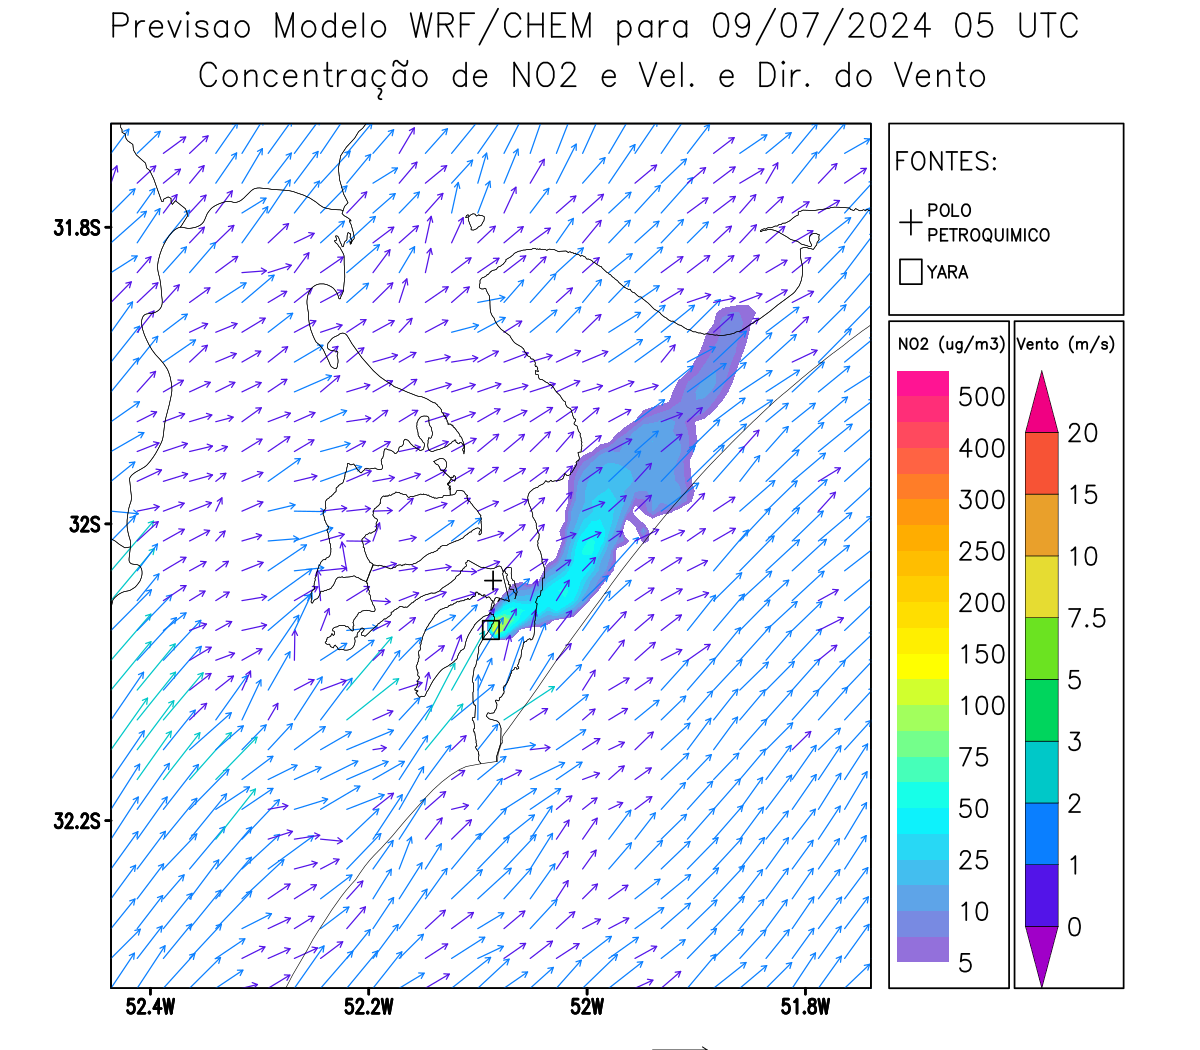 Previsao Modelo WRF/CHEM para 09/07/2024 05 UTC
Concentração de NO2 e Vel. e Dir. do Vento
FONTES:
POLO
PETROQUIMICO
YARA
NO2 (ug/m3)
500
400
300
250
200
150
100
75
50
25
10
5
Vento (m/s)
20
15
10
7.5
5
3
2
1
0
31.8S
32S
32.2S
52.4W
52.2W
52W
51.8W